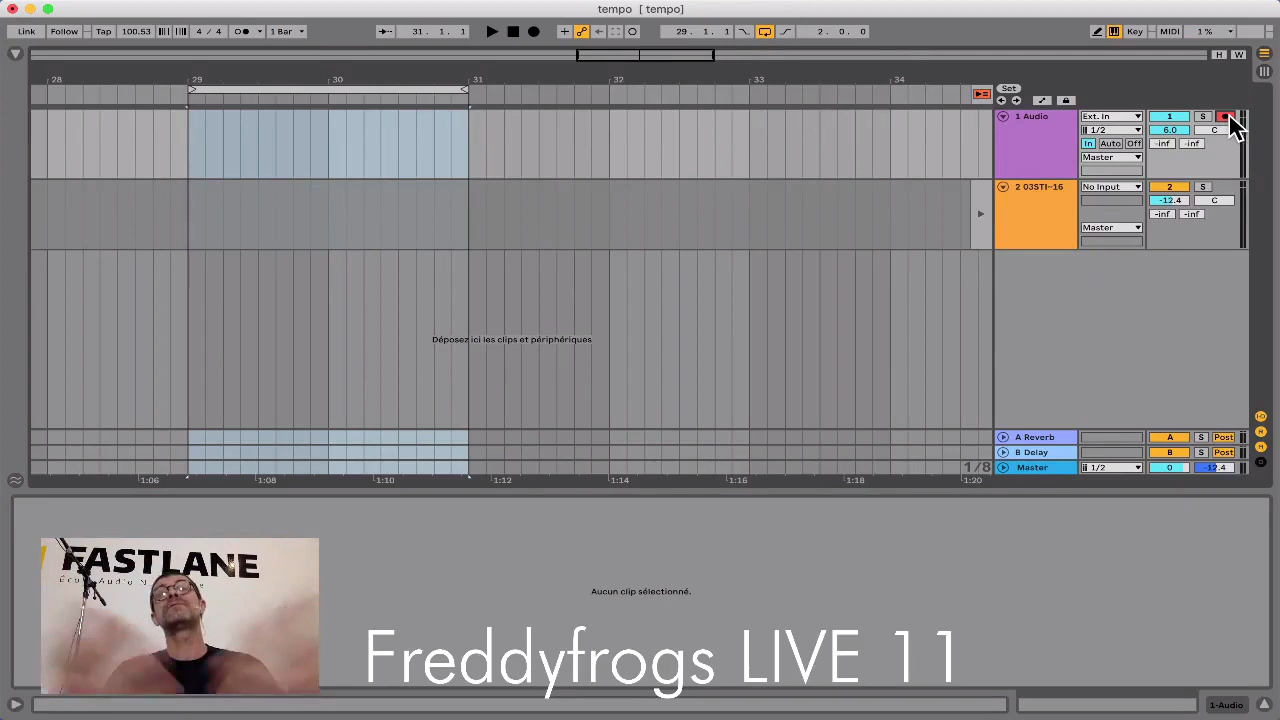 tempo [ tempo]
Link Follow Tap 100.53 4 / 4 1 Bar 31. 1. 1 29. 1. 1 2. 0. 0 Key MIDI 1 %
H W
28 29 30 31 32 33 34
Set
1 Audio Ext. In 1 S
1/2 6.0 C
In Auto Off -inf -inf
Master
2 03STI-16 No Input 2 S
-12.4 C
-inf -inf
Master
Déposez ici les clips et périphériques
A Reverb A S Post
B Delay B S Post
1/8 Master 1/2 0 -12.4
1:06 1:08 1:10 1:12 1:14 1:16 1:18 1:20
FASTLANE
Aucun clip sélectionné.
Freddyfrogs LIVE 11
1-Audio